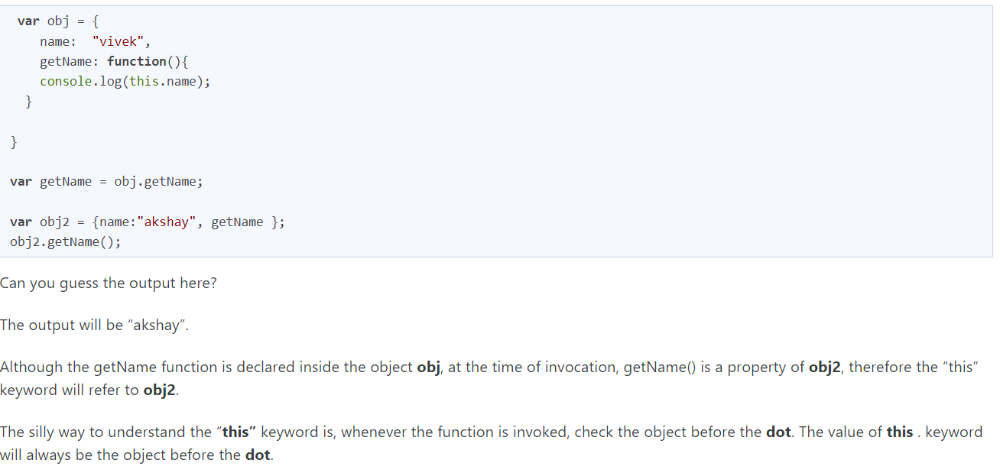 var obj = {
name:  "vivek",
getName: function(){
console.log(this.name);
}
}
var getName = obj.getName;
var obj2 = {name:"akshay", getName };
obj2.getName();
Can you guess the output here?
The output will be “akshay”.
Although the getName function is declared inside the object obj, at the time of invocation, getName() is a property of obj2, therefore the “this”
keyword will refer to obj2.
The silly way to understand the “this” keyword is, whenever the function is invoked, check the object before the dot. The value of this . keyword
will always be the object before the dot.